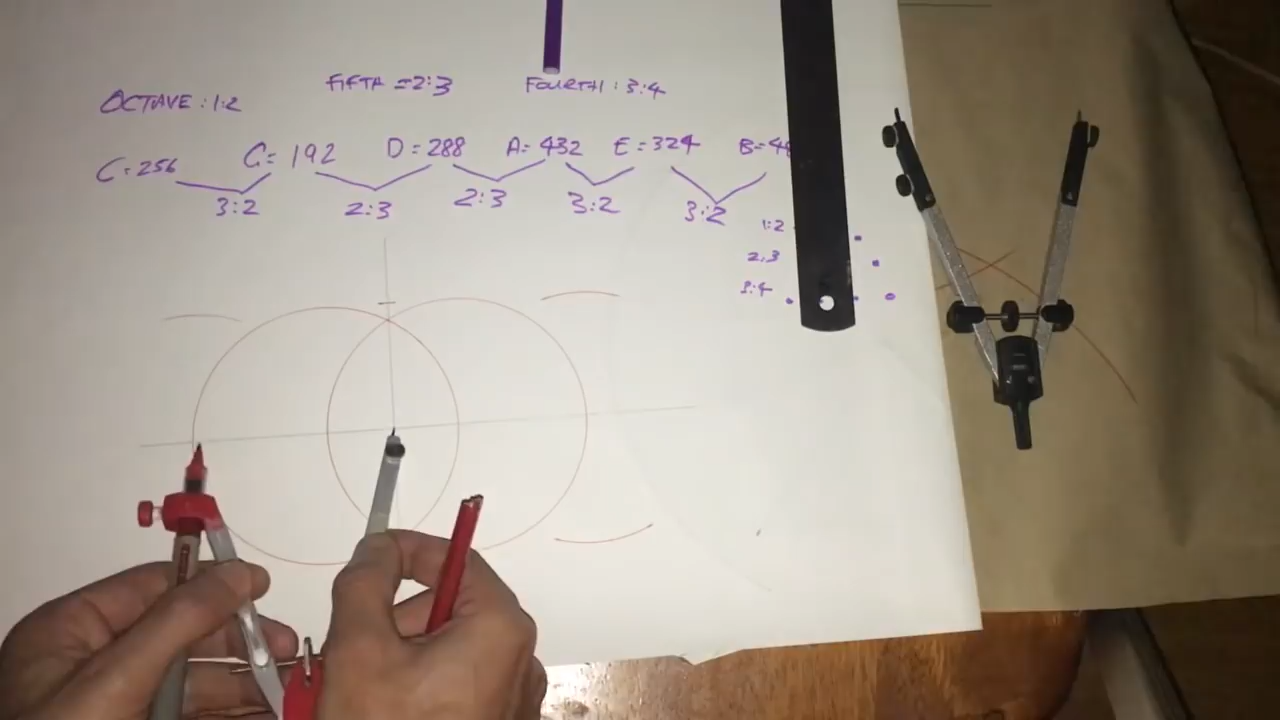 OCTAVE : 1:2
FIFTH = 2:3
FOURTH : 3:4
C = 256 G = 192 D = 288 A = 432 E = 324 B = 48
3:2 2:3 2:3 3:2 3:2
1:2
2:3
3:4